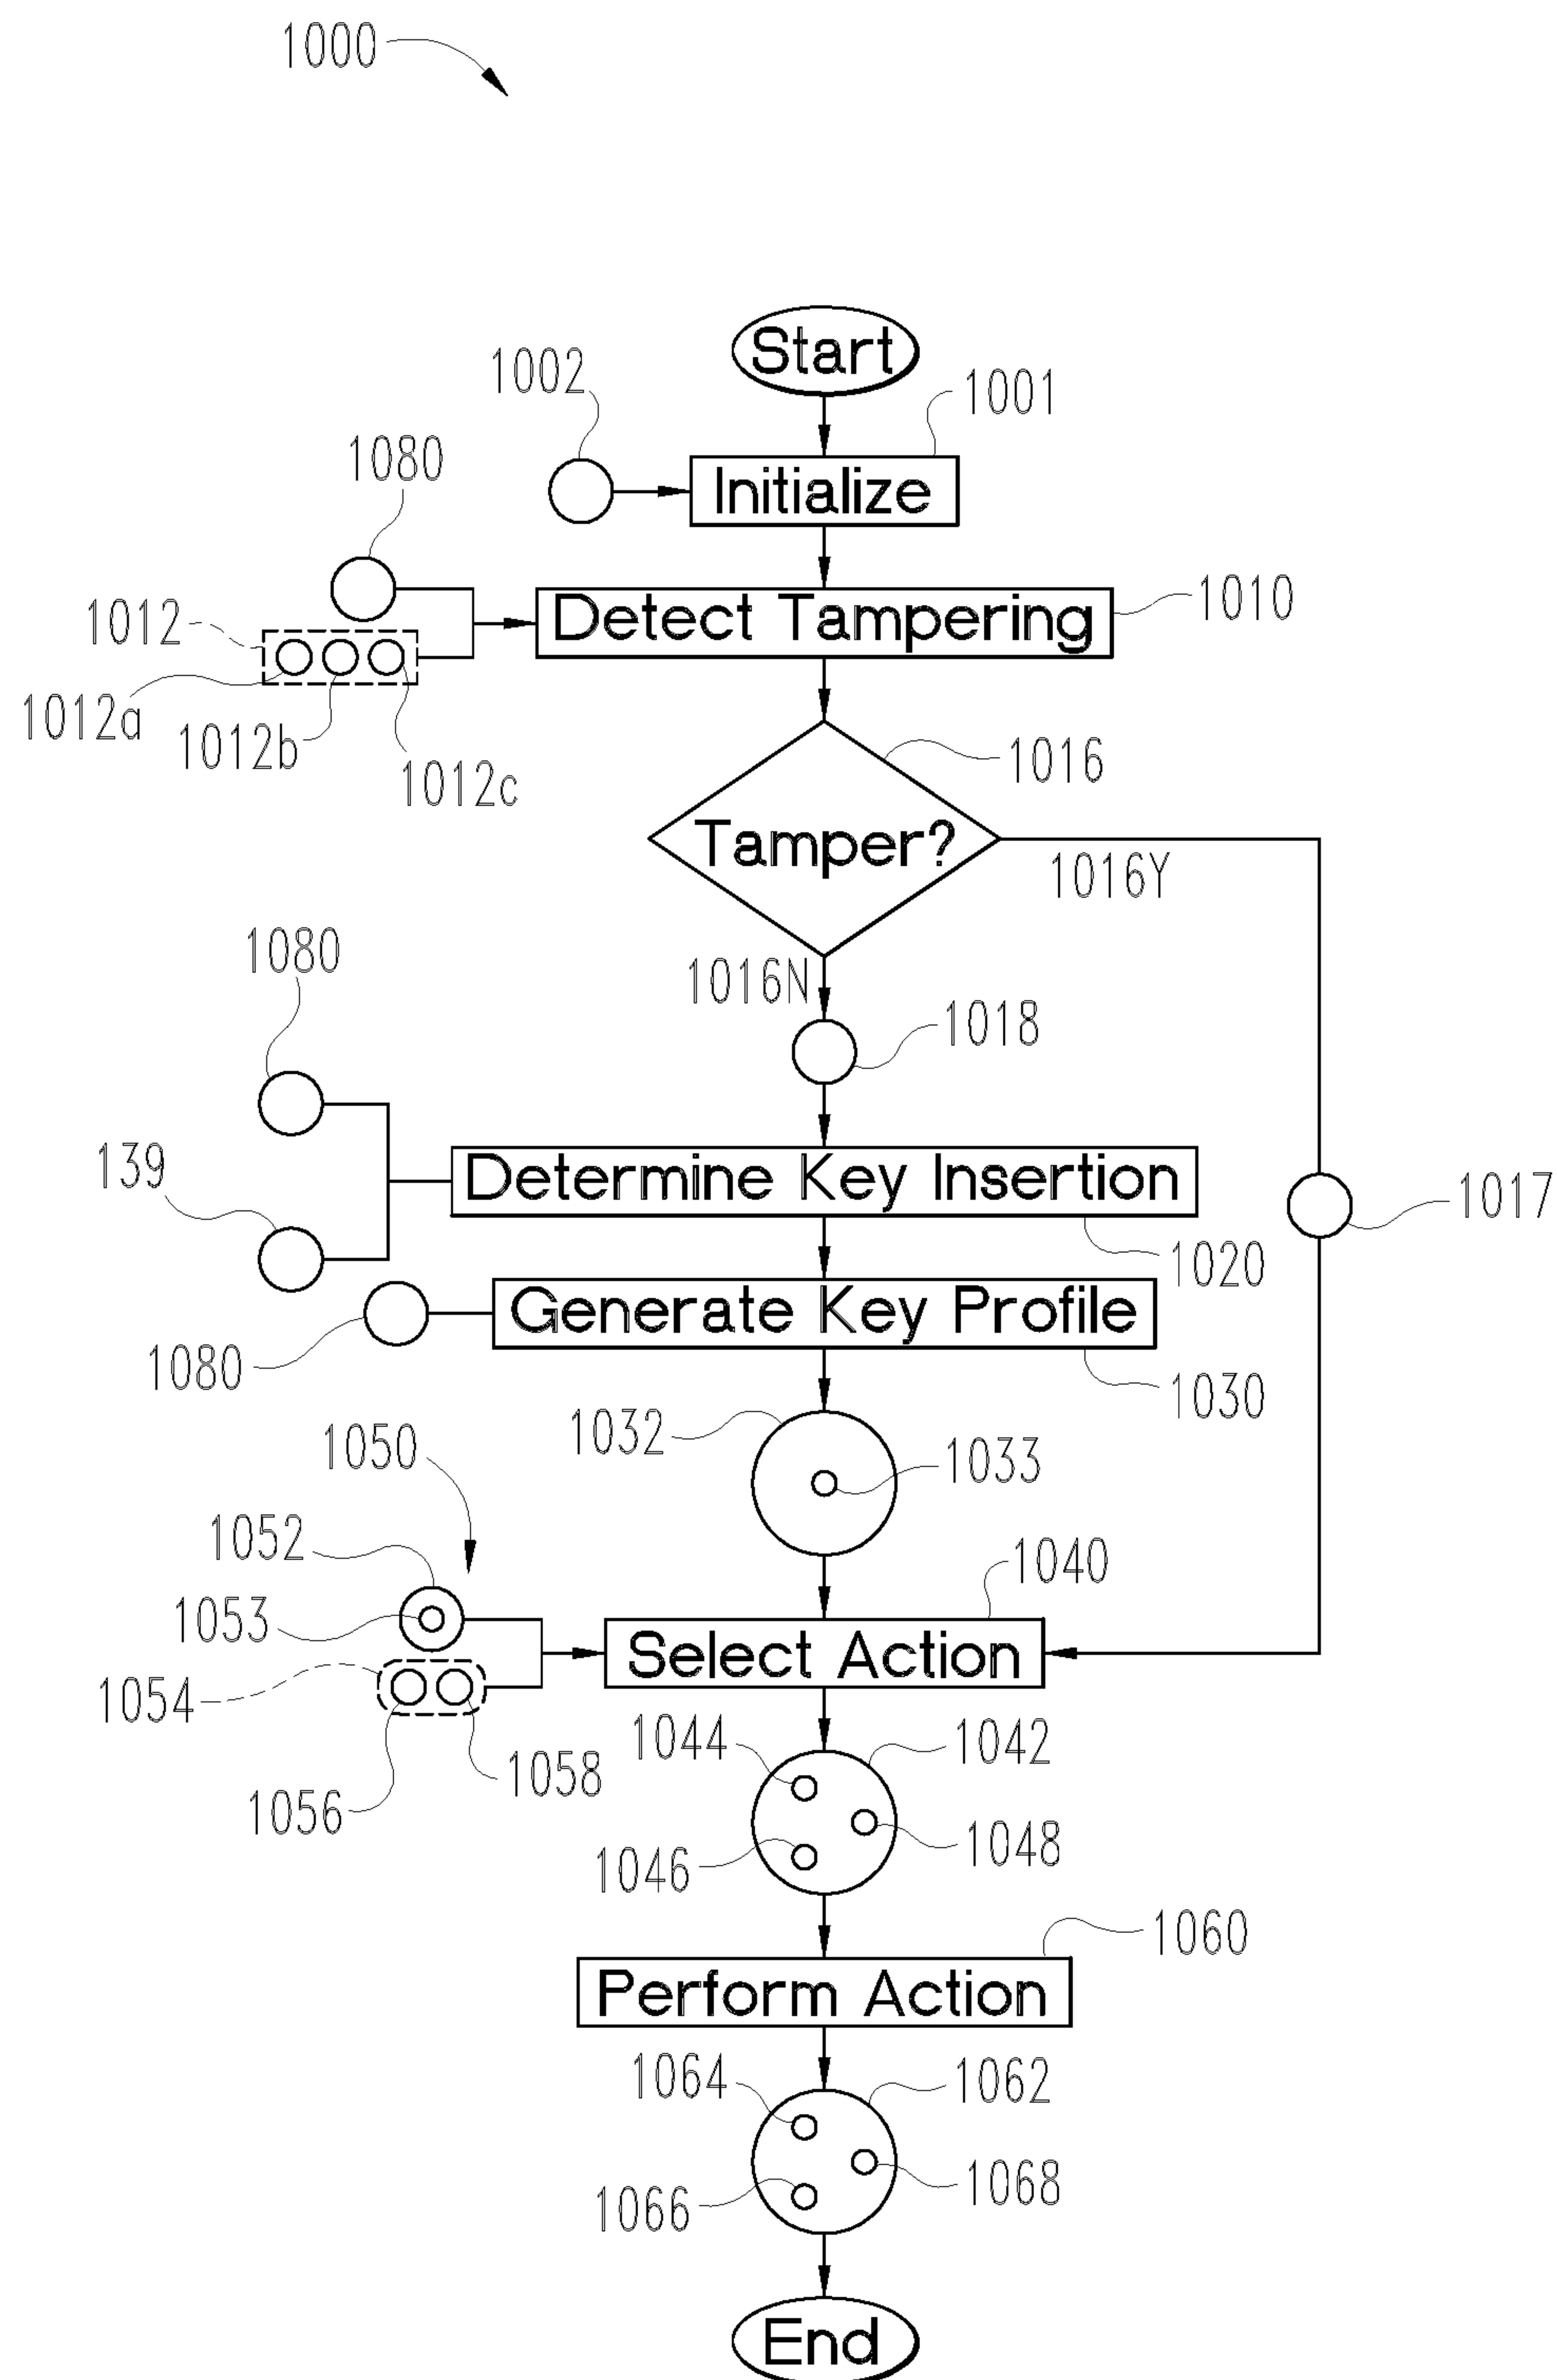 1000
Start
1002
1001
Initialize
1080
1010
Detect Tampering
1012
1012a
1012b
1012c
1016
Tamper?
1016Y
1016N
1080
1018
139
Determine Key Insertion
1017
1020
Generate Key Profile
1080
1030
1032
1033
1050
1052
1053
1040
Select Action
1054
1056
1058
1044
1042
1046
1048
1060
Perform Action
1064
1062
1066
1068
End